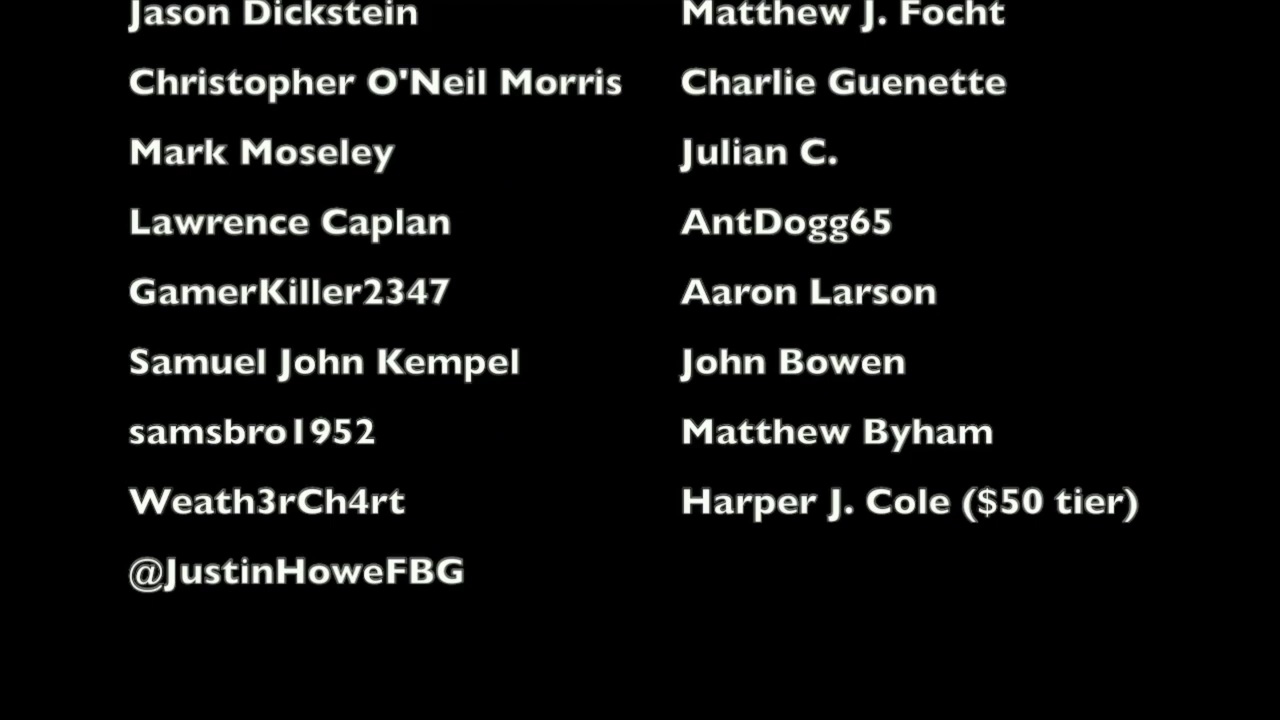 Jason Dickstein
Christopher O'Neil Morris
Mark Moseley
Lawrence Caplan
GamerKiller2347
Samuel John Kempel
samsbro1952
Weath3rCh4rt
@JustinHoweFBG
Matthew J. Focht
Charlie Guenette
Julian C.
AntDogg65
Aaron Larson
John Bowen
Matthew Byham
Harper J. Cole ($50 tier)